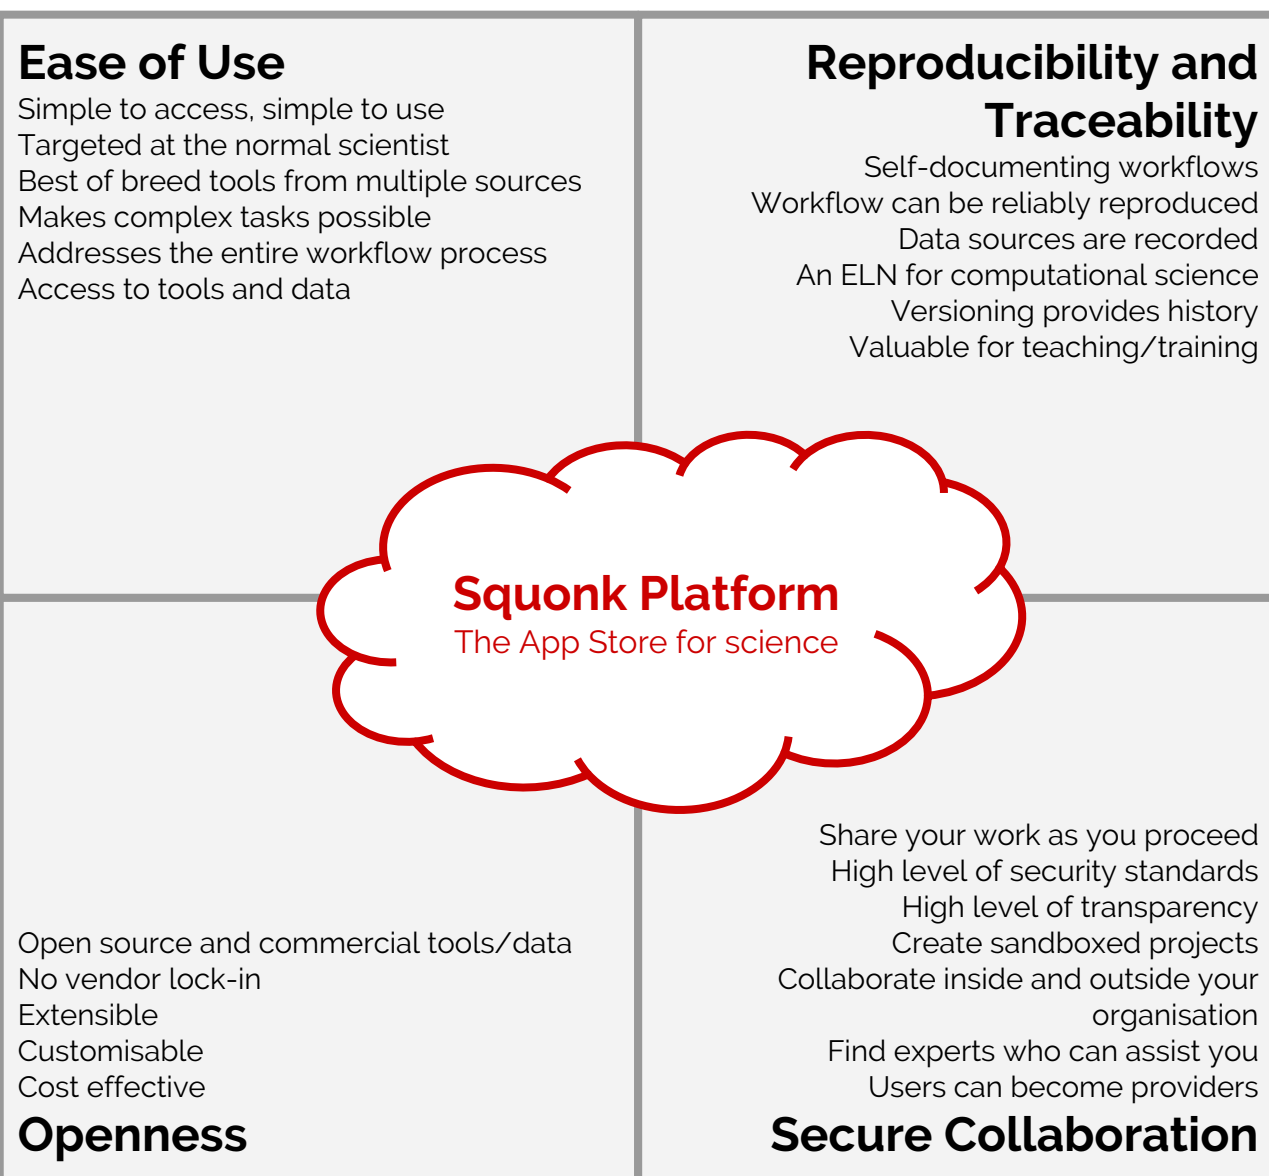 Ease of Use
Simple to access, simple to use
Targeted at the normal scientist
Best of breed tools from multiple sources
Makes complex tasks possible
Addresses the entire workflow process
Access to tools and data
Reproducibility and
Traceability
Self-documenting workflows
Workflow can be reliably reproduced
Data sources are recorded
An ELN for computational science
Versioning provides history
Valuable for teaching/training
Squonk Platform
The App Store for science
Open source and commercial tools/data
No vendor lock-in
Extensible
Customisable
Cost effective
Openness
Share your work as you proceed
High level of security standards
High level of transparency
Create sandboxed projects
Collaborate inside and outside your
organisation
Find experts who can assist you
Users can become providers
Secure Collaboration